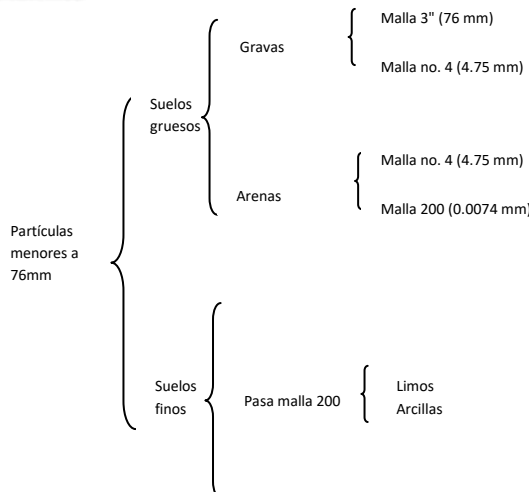 Partículas
menores a
76mm
Suelos
gruesos
Gravas
Malla 3" (76 mm)
Malla no. 4 (4.75 mm)
Arenas
Malla no. 4 (4.75 mm)
Malla 200 (0.0074 mm)
Suelos
finos
Pasa malla 200
Limos
Arcillas